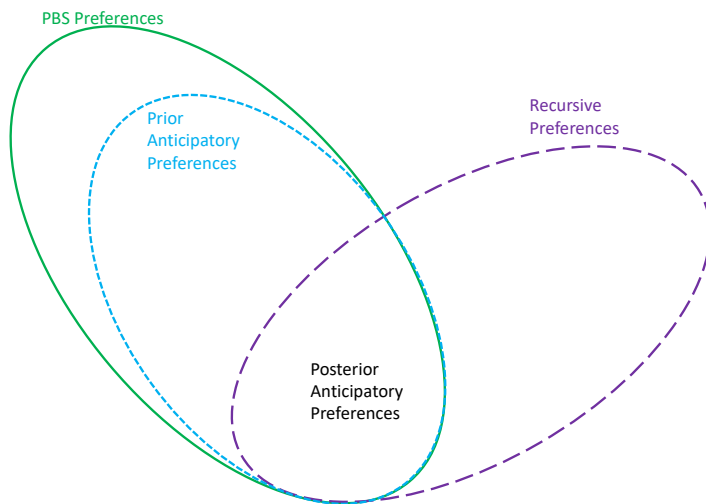 PBS Preferences
Prior
Anticipatory
Preferences
Recursive
Preferences
Posterior
Anticipatory
Preferences